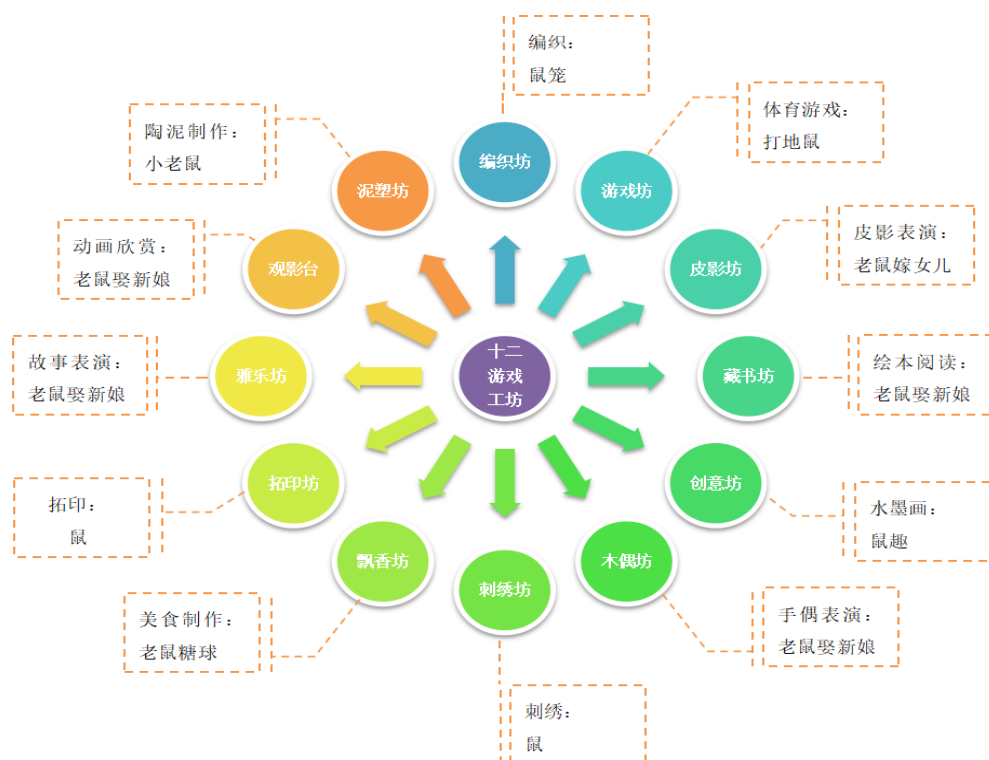 编织：
鼠笼
陶泥制作：
小老鼠
体育游戏：
打地鼠
编织坊
泥塑坊
游戏坊
动画欣赏：
老鼠娶新娘
皮影表演：
老鼠嫁女儿
观影台
皮影坊
故事表演：
老鼠娶新娘
雅乐坊
十二
游戏
工坊
藏书坊
绘本阅读：
老鼠娶新娘
拓印：
鼠
拓印坊
创意坊
水墨画：
鼠趣
飘香坊
刺绣坊
木偶坊
美食制作：
老鼠糖球
手偶表演：
老鼠娶新娘
刺绣：
鼠